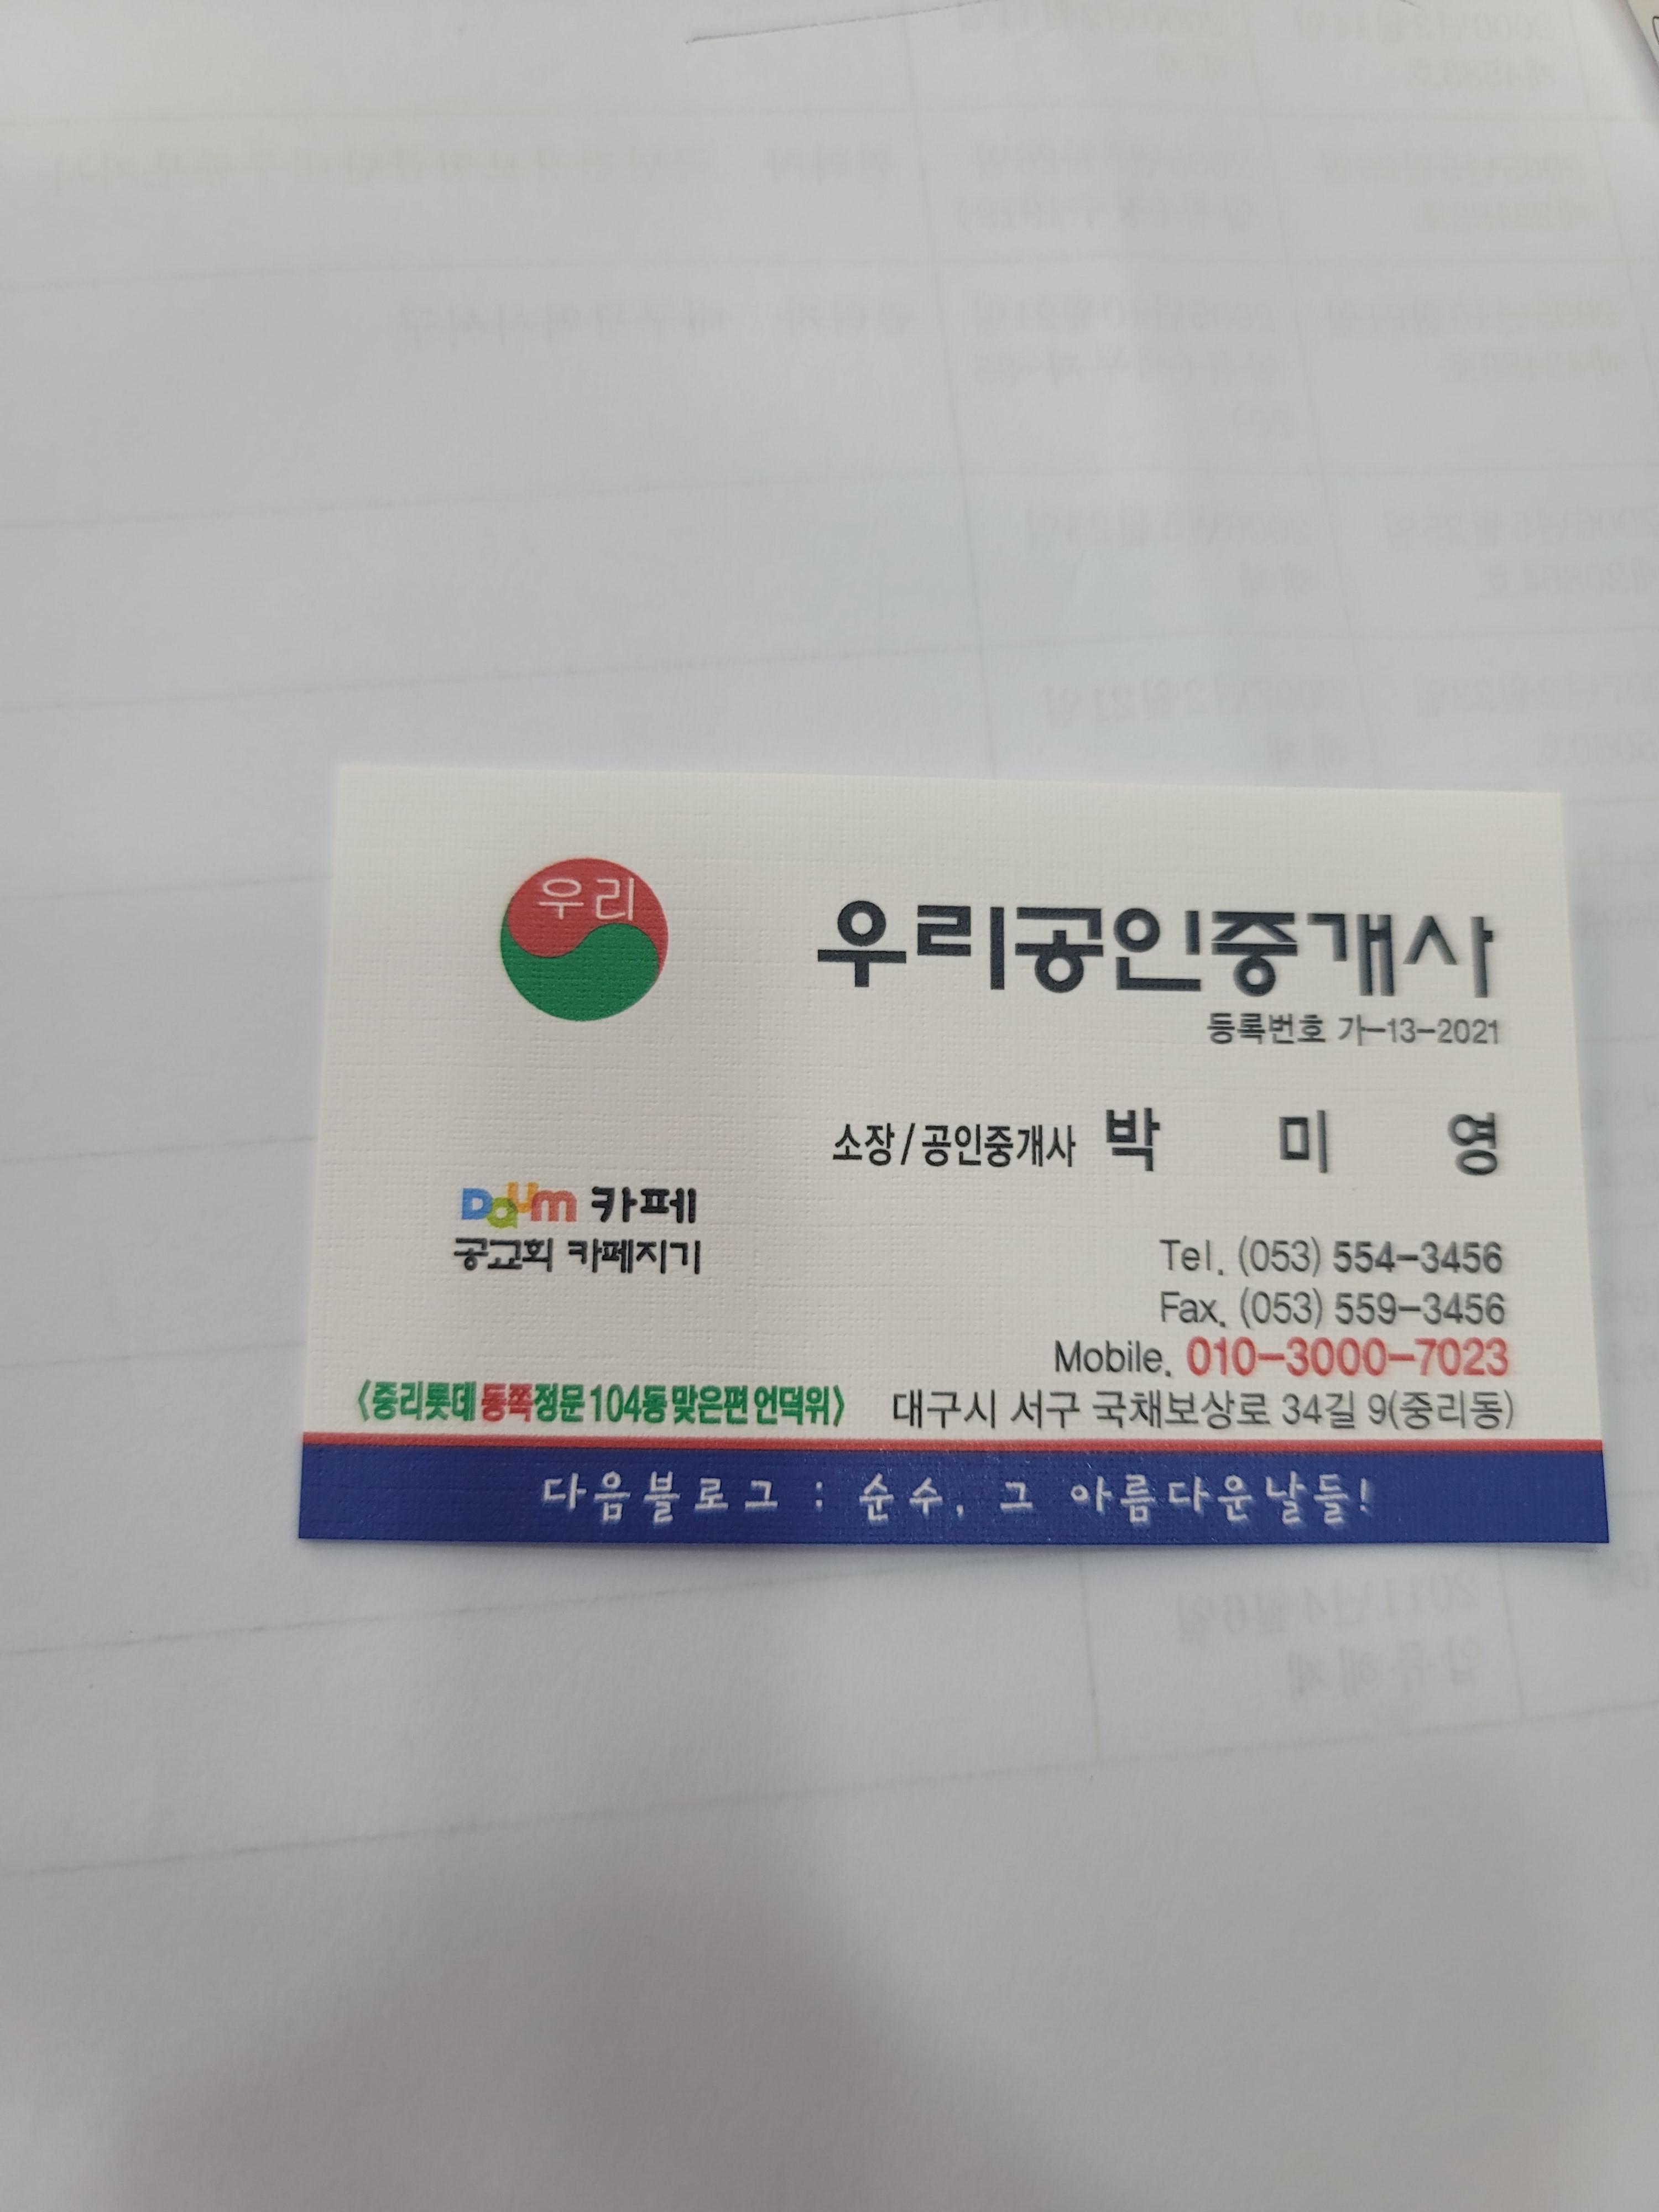 우리
우리공인중개사
등록번호 가-13-2021
소장 / 공인중개사 박 미 영
Daum 카페
공교회 카페지기
Tel. (053) 554-3456
Fax. (053) 559-3456
Mobile. 010-3000-7023
<중리롯데 동쪽정문 104동 맞은편 언덕위> 대구시 서구 국채보상로 34길 9(중리동)
다음블로그 : 순수, 그 아름다운날들!